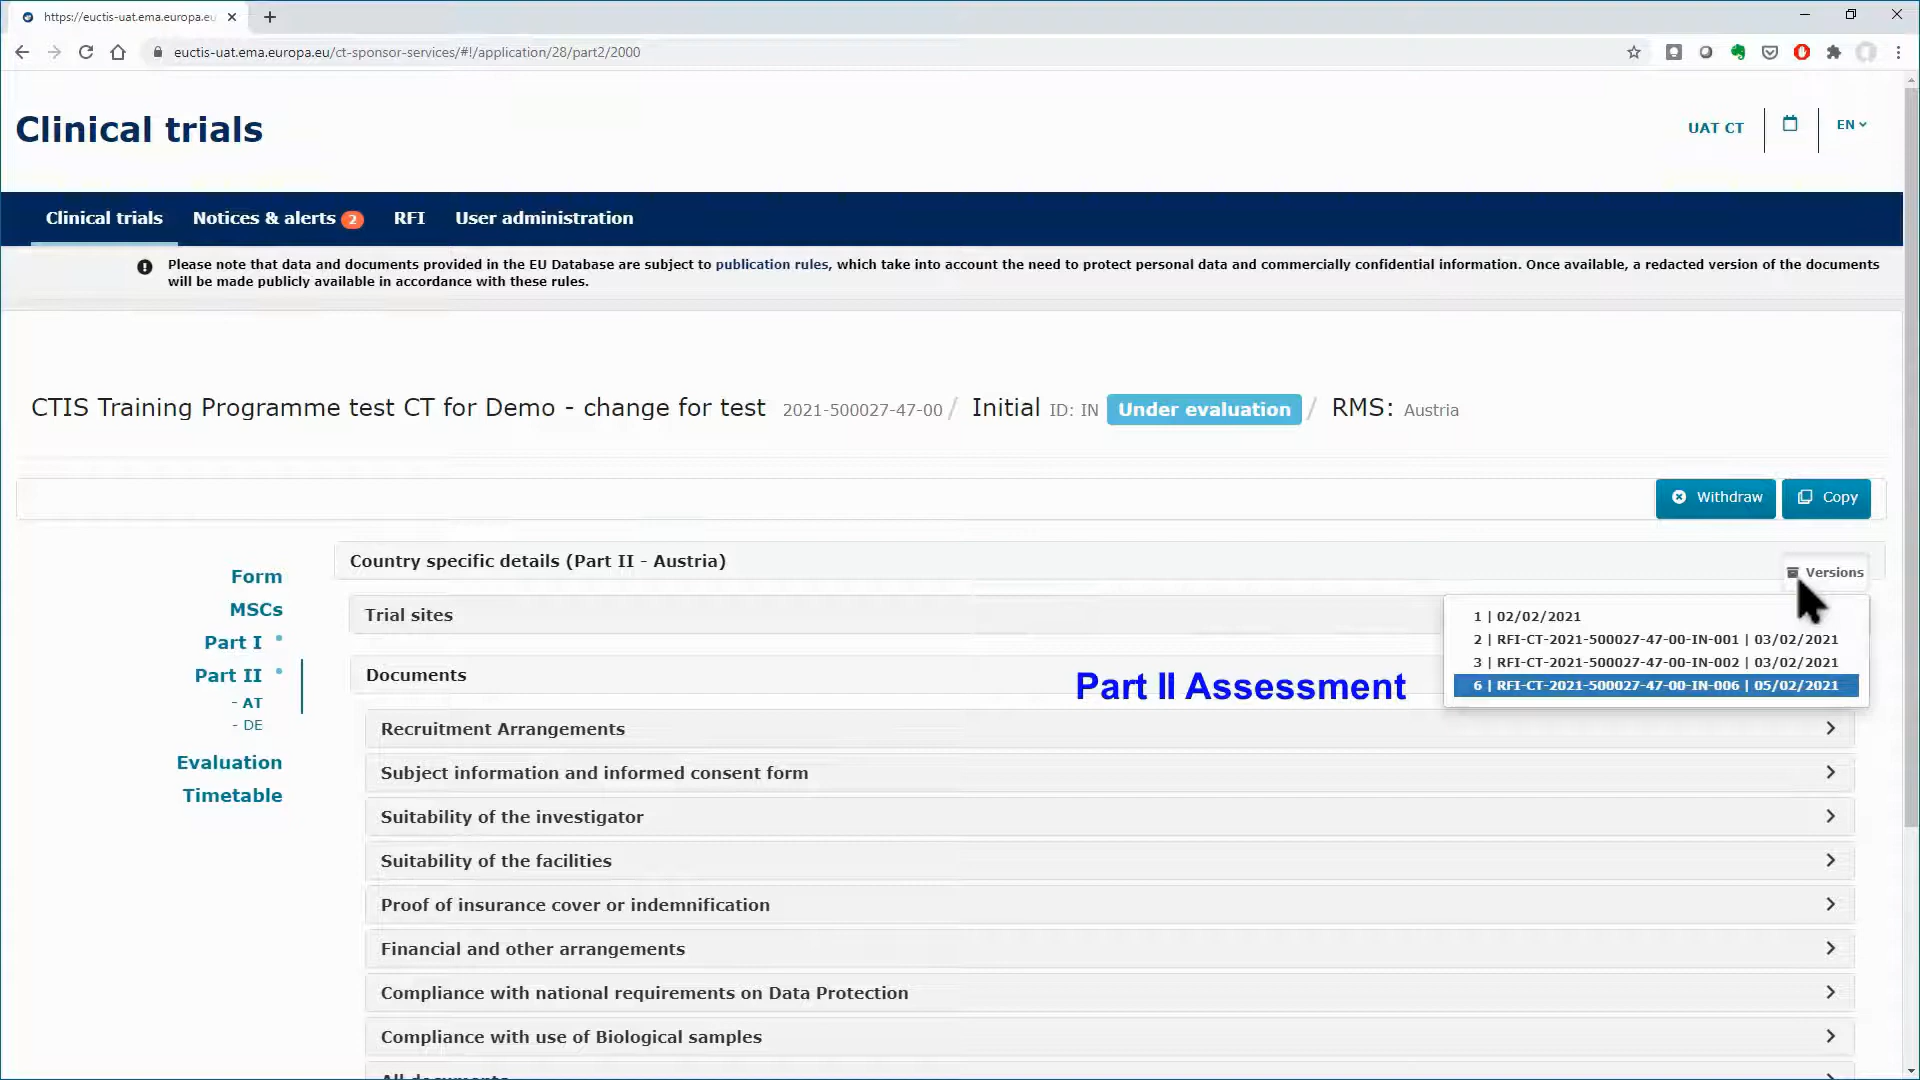 https://euctis-uat.ema.europa.eu
euctis-uat.ema.europa.eu/ct-sponsor-services/#!/application/28/part2/2000
Clinical trials
UAT CT
EN
Clinical trials
Notices & alerts 2
RFI
User administration
Please note that data and documents provided in the EU Database are subject to publication rules, which take into account the need to protect personal data and commercially confidential information. Once available, a redacted version of the documents
will be made publicly available in accordance with these rules.
CTIS Training Programme test CT for Demo - change for test 2021-500027-47-00 / Initial ID: IN Under evaluation / RMS: Austria
Withdraw
Copy
Form
MSCs
Part I
Part II
- AT
- DE
Evaluation
Timetable
Country specific details (Part II - Austria)
Versions
1 | 02/02/2021
2 | RFI-CT-2021-500027-47-00-IN-001 | 03/02/2021
3 | RFI-CT-2021-500027-47-00-IN-002 | 03/02/2021
6 | RFI-CT-2021-500027-47-00-IN-006 | 05/02/2021
Trial sites
Documents
Part II Assessment
Recruitment Arrangements
Subject information and informed consent form
Suitability of the investigator
Suitability of the facilities
Proof of insurance cover or indemnification
Financial and other arrangements
Compliance with national requirements on Data Protection
Compliance with use of Biological samples
All documents